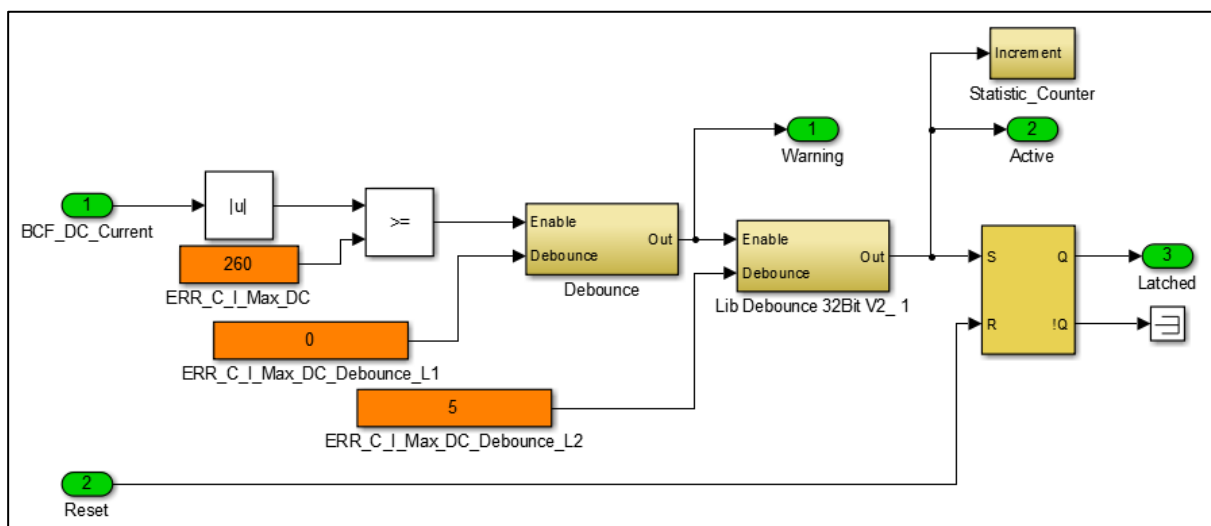 Increment
Statistic_Counter
1
Warning
2
Active
1
BCF_DC_Current
|u|
>=
260
ERR_C_I_Max_DC
Enable
Debounce
Out
Debounce
Enable
Debounce
Out
Lib Debounce 32Bit V2_ 1
S
R
Q
!Q
3
Latched
0
ERR_C_I_Max_DC_Debounce_L1
5
ERR_C_I_Max_DC_Debounce_L2
2
Reset